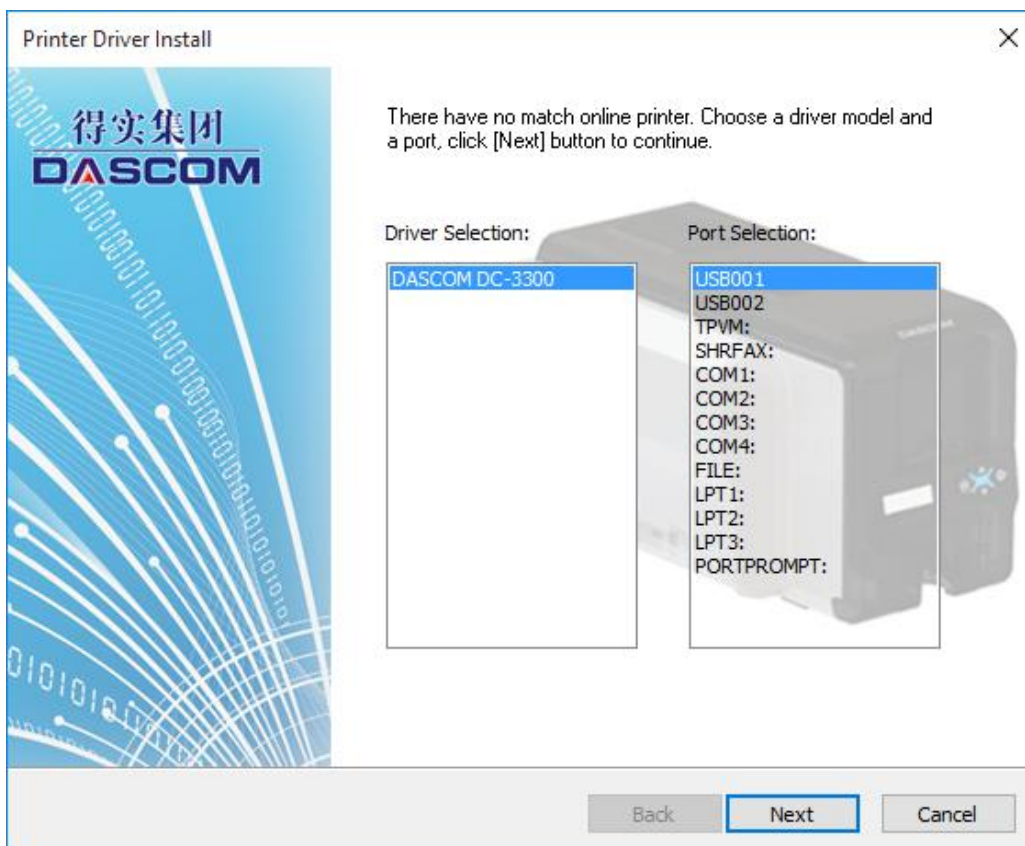 Printer Driver Install
得实集团
DASCOM
There have no match online printer. Choose a driver model and
a port, click [Next] button to continue.
Driver Selection:
Port Selection:
DASCOM DC-3300
USB001
USB002
TPVM:
SHRFAX:
COM1:
COM2:
COM3:
COM4:
FILE:
LPT1:
LPT2:
LPT3:
PORTPROMPT:
Back
Next
Cancel